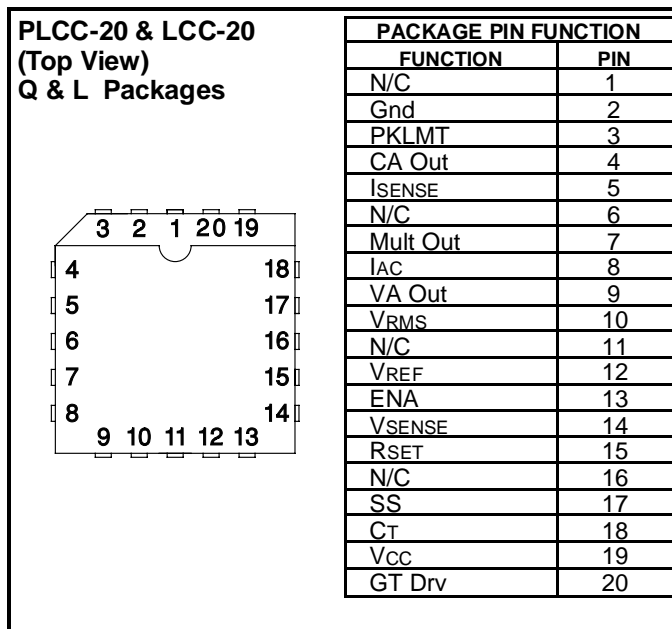 PLCC-20 & LCC-20
(Top View)
Q & L Packages
3 2 1 20 19
4 18
5 17
6 16
7 15
8 14
9 10 11 12 13
PACKAGE PIN FUNCTION
FUNCTION PIN
N/C 1
Gnd 2
PKLMT 3
CA Out 4
ISENSE 5
N/C 6
Mult Out 7
IAC 8
VA Out 9
VRMS 10
N/C 11
VREF 12
ENA 13
VSENSE 14
RSET 15
N/C 16
SS 17
CT 18
VCC 19
GT Drv 20